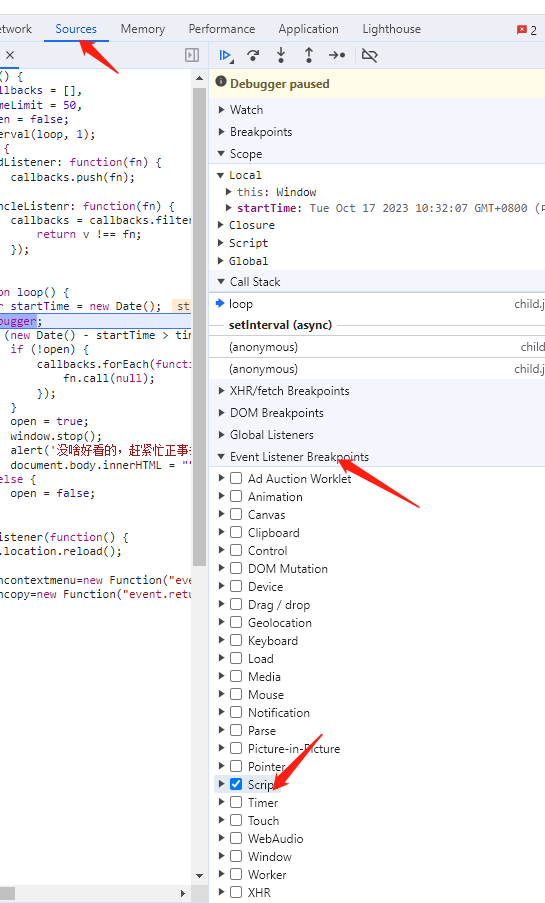 etwork Sources Memory Performance Application Lighthouse 2
() {
llbacks = [],
meLimit = 50,
en = false;
erval(loop, 1);
{
dListener: function(fn) {
callbacks.push(fn);
ncleListenr: function(fn) {
callbacks = callbacks.filter
return v !== fn;
});
on loop() {
r startTime = new Date(); st
bugger;
(new Date() - startTime > tim
if (!open) {
callbacks.forEach(funct
fn.call(null);
});
}
open = true;
window.stop();
alert('没啥好看的，赶紧忙正事
document.body.innerHTML = "
else {
open = false;
istener(function() {
.location.reload();
ncontextmenu=new Function("eve
ncopy=new Function("event.retu
Debugger paused
Watch
Breakpoints
Scope
Local
this: Window
startTime: Tue Oct 17 2023 10:32:07 GMT+0800 (
Closure
Script
Global
Call Stack
loop child.j
setInterval (async)
(anonymous) child
(anonymous) child.j
XHR/fetch Breakpoints
DOM Breakpoints
Global Listeners
Event Listener Breakpoints
Ad Auction Worklet
Animation
Canvas
Clipboard
Control
DOM Mutation
Device
Drag / drop
Geolocation
Keyboard
Load
Media
Mouse
Notification
Parse
Picture-in-Picture
Pointer
Script
Timer
Touch
WebAudio
Window
Worker
XHR